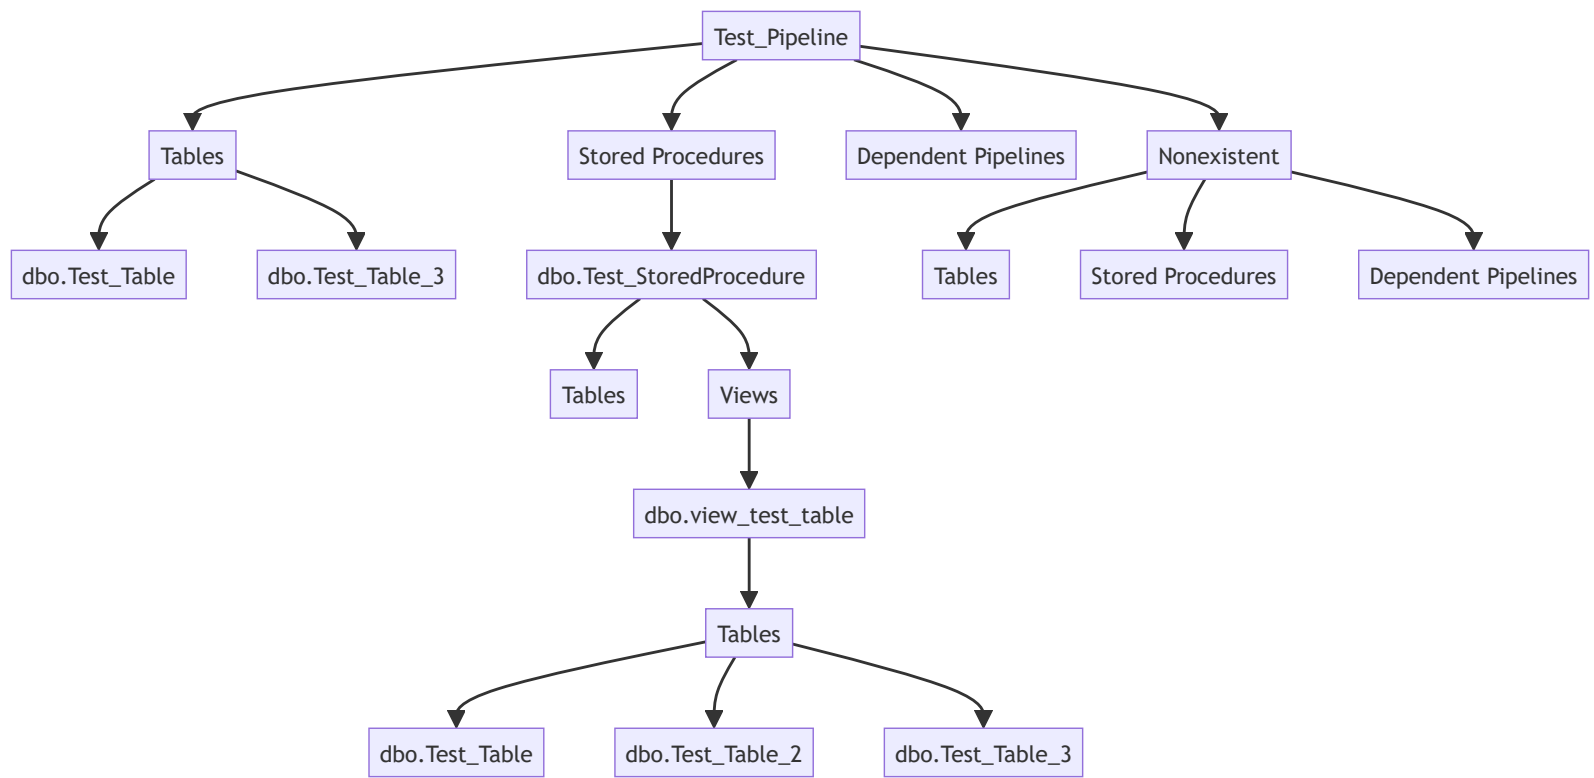 Test_Pipeline
Tables
Stored Procedures
Dependent Pipelines
Nonexistent
dbo.Test_Table
dbo.Test_Table_3
dbo.Test_StoredProcedure
Tables
Stored Procedures
Dependent Pipelines
Tables
Views
dbo.view_test_table
Tables
dbo.Test_Table
dbo.Test_Table_2
dbo.Test_Table_3